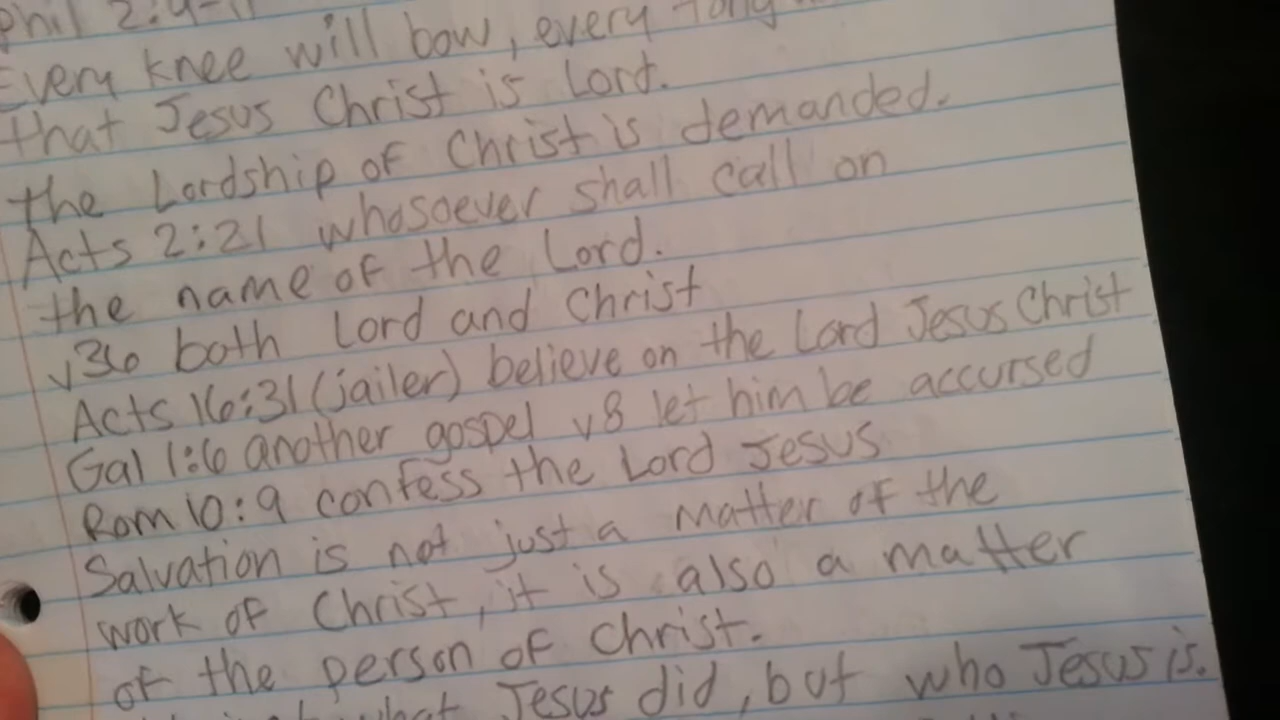 Phil 2:9-11
Every knee will bow, every
that Jesus Christ is Lord.
the Lordship of Christ is demanded.
Acts 2:21 whosoever shall call on
the name of the Lord.
v36 both Lord and Christ
Acts 16:31 (jailer) believe on the Lord Jesus Christ
Gal 1:6 another gospel v8 let him be accursed
Rom 10:9 confess the Lord Jesus
Salvation is not just a matter of the
work of Christ, it is also a matter
of the person of Christ.
what Jesus did, but who Jesus is.